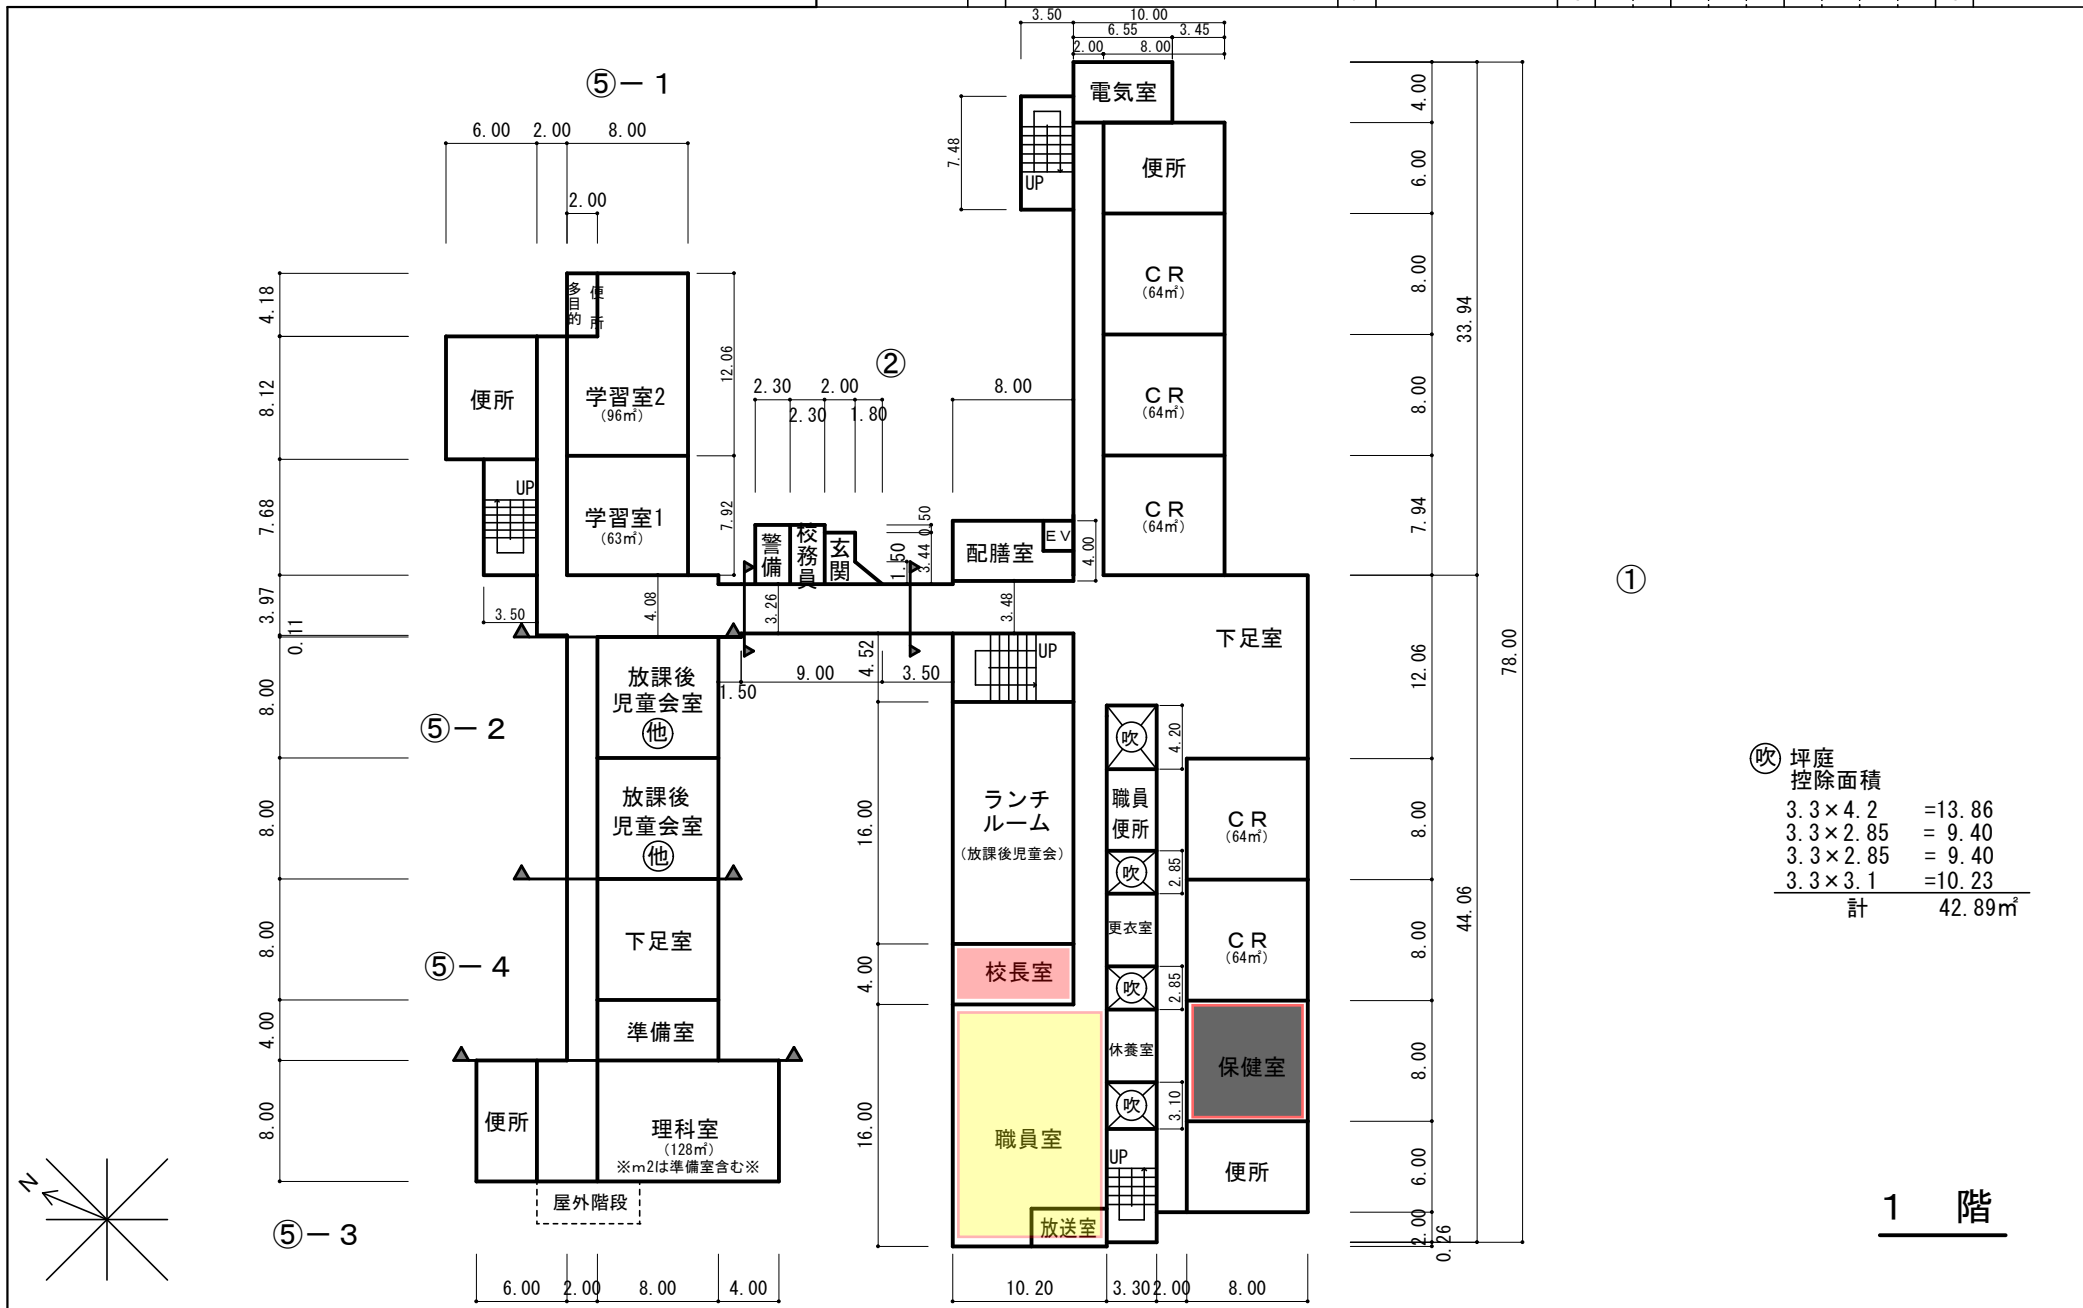 3.50
10.00
6.55
3.45
2.00
8.00
⑤－1
電気室
4.00
6.00
2.00
8.00
7.48
UP
便所
6.00
2.00
4.18
多目的
便所
CR
(64㎡)
8.00
33.94
78.00
便所
8.12
学習室2
(96㎡)
12.06
②
2.30
2.00
2.30
1.80
8.00
CR
(64㎡)
8.00
UP
7.68
学習室1
(63㎡)
7.92
警備
校務員
玄関
1.50
3.44
0.50
配膳室
EV
4.00
CR
(64㎡)
7.94
①
3.97
0.11
3.50
4.08
3.26
3.48
下足室
12.06
放課後
児童会室
他
8.00
1.50
9.00
4.52
3.50
UP
⑤－2
吹
4.20
放課後
児童会室
他
8.00
ランチ
ルーム
(放課後児童会)
16.00
職員
便所
吹
2.85
CR
(64㎡)
8.00
吹 坪庭
控除面積
3.3×4.2 =13.86
3.3×2.85 = 9.40
3.3×2.85 = 9.40
3.3×3.1 =10.23
計 42.89㎡
⑤－4
下足室
8.00
更衣室
CR
(64㎡)
8.00
44.06
校長室
4.00
吹
2.85
準備室
4.00
休養室
保健室
8.00
便所
理科室
(128㎡)
※m2は準備室含む※
8.00
職員室
16.00
吹
3.10
UP
便所
6.00
屋外階段
放送室
2.00
0.26
N
⑤－3
1 階
6.00
2.00
8.00
4.00
10.20
3.30
2.00
8.00